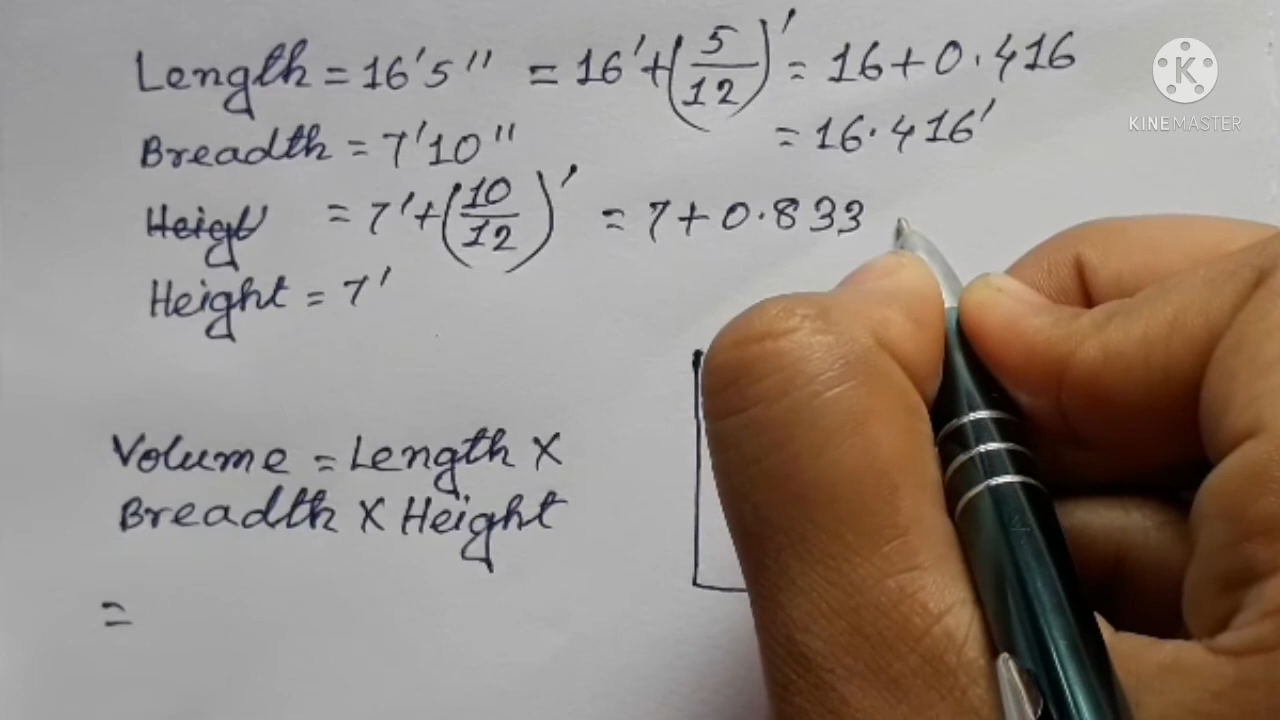 Length = 16'5" = 16' + (5/12)' = 16 + 0.416
= 16.416'
Breadth = 7'10"
Heigt = 7' + (10/12)' = 7 + 0.833
Height = 7'
Volume = Length X
Breadth X Height
=
K
KINEMASTER